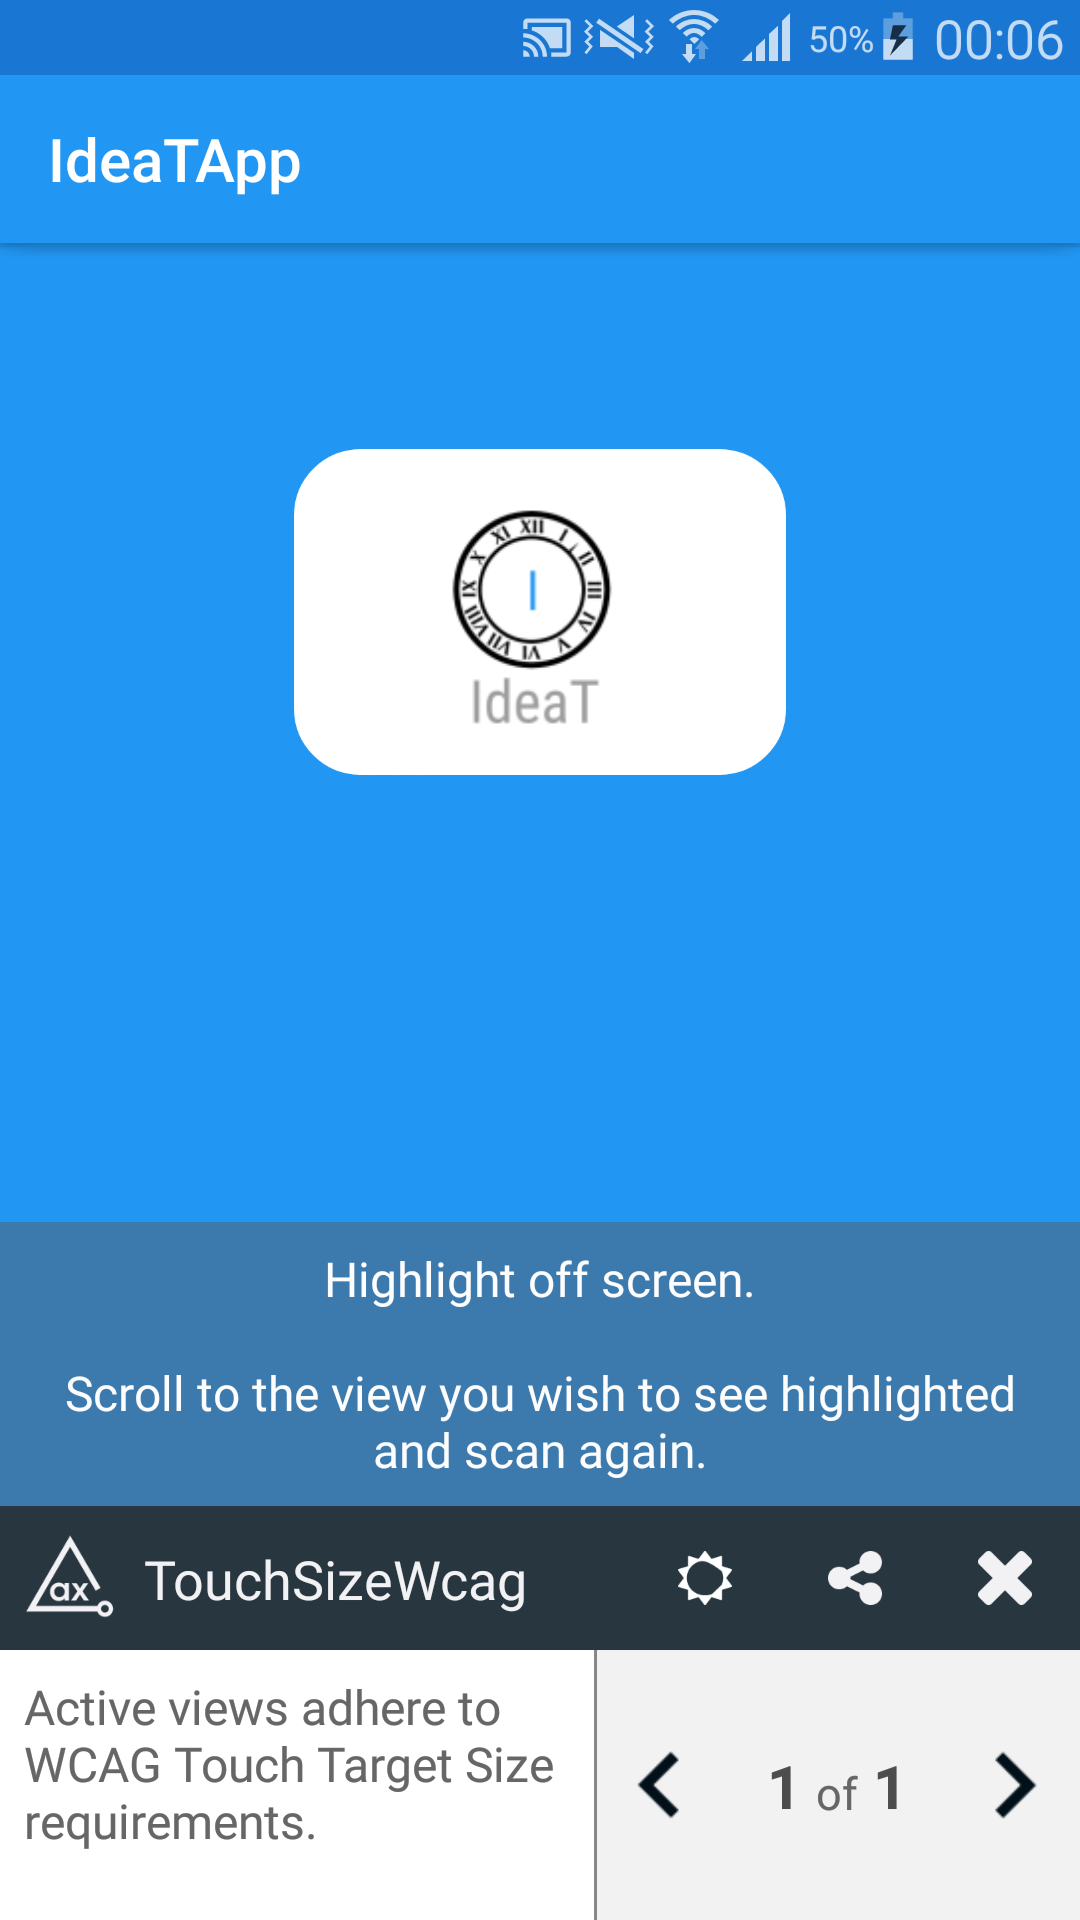 50% 00:06
IdeaTApp
XII I II III IV V VI VII VIII XI X XI
I
IdeaT
Highlight off screen.
Scroll to the view you wish to see highlighted
and scan again.
ax TouchSizeWcag
Active views adhere to
WCAG Touch Target Size
requirements.
1 of 1